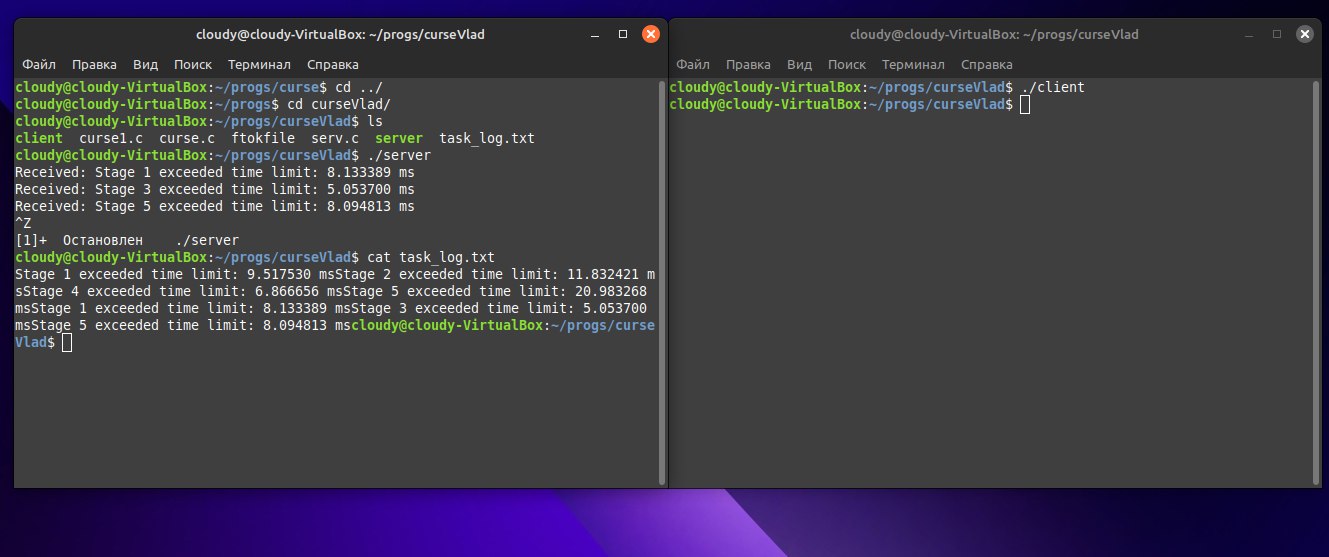 cloudy@cloudy-VirtualBox: ~/progs/curseVlad
Файл Правка Вид Поиск Терминал Справка
cloudy@cloudy-VirtualBox:~/progs/curse$ cd ../
cloudy@cloudy-VirtualBox:~/progs$ cd curseVlad/
cloudy@cloudy-VirtualBox:~/progs/curseVlad$ ls
client curse1.c curse.c ftokfile serv.c server task_log.txt
cloudy@cloudy-VirtualBox:~/progs/curseVlad$ ./server
Received: Stage 1 exceeded time limit: 8.133389 ms
Received: Stage 3 exceeded time limit: 5.053700 ms
Received: Stage 5 exceeded time limit: 8.094813 ms
^Z
[1]+ Остановлен ./server
cloudy@cloudy-VirtualBox:~/progs/curseVlad$ cat task_log.txt
Stage 1 exceeded time limit: 9.517530 msStage 2 exceeded time limit: 11.832421 m
sStage 4 exceeded time limit: 6.866656 msStage 5 exceeded time limit: 20.983268
msStage 1 exceeded time limit: 8.133389 msStage 3 exceeded time limit: 5.053700
msStage 5 exceeded time limit: 8.094813 mscloudy@cloudy-VirtualBox:~/progs/curse
Vlad$
cloudy@cloudy-VirtualBox: ~/progs/curseVlad
Файл Правка Вид Поиск Терминал Справка
cloudy@cloudy-VirtualBox:~/progs/curseVlad$ ./client
cloudy@cloudy-VirtualBox:~/progs/curseVlad$